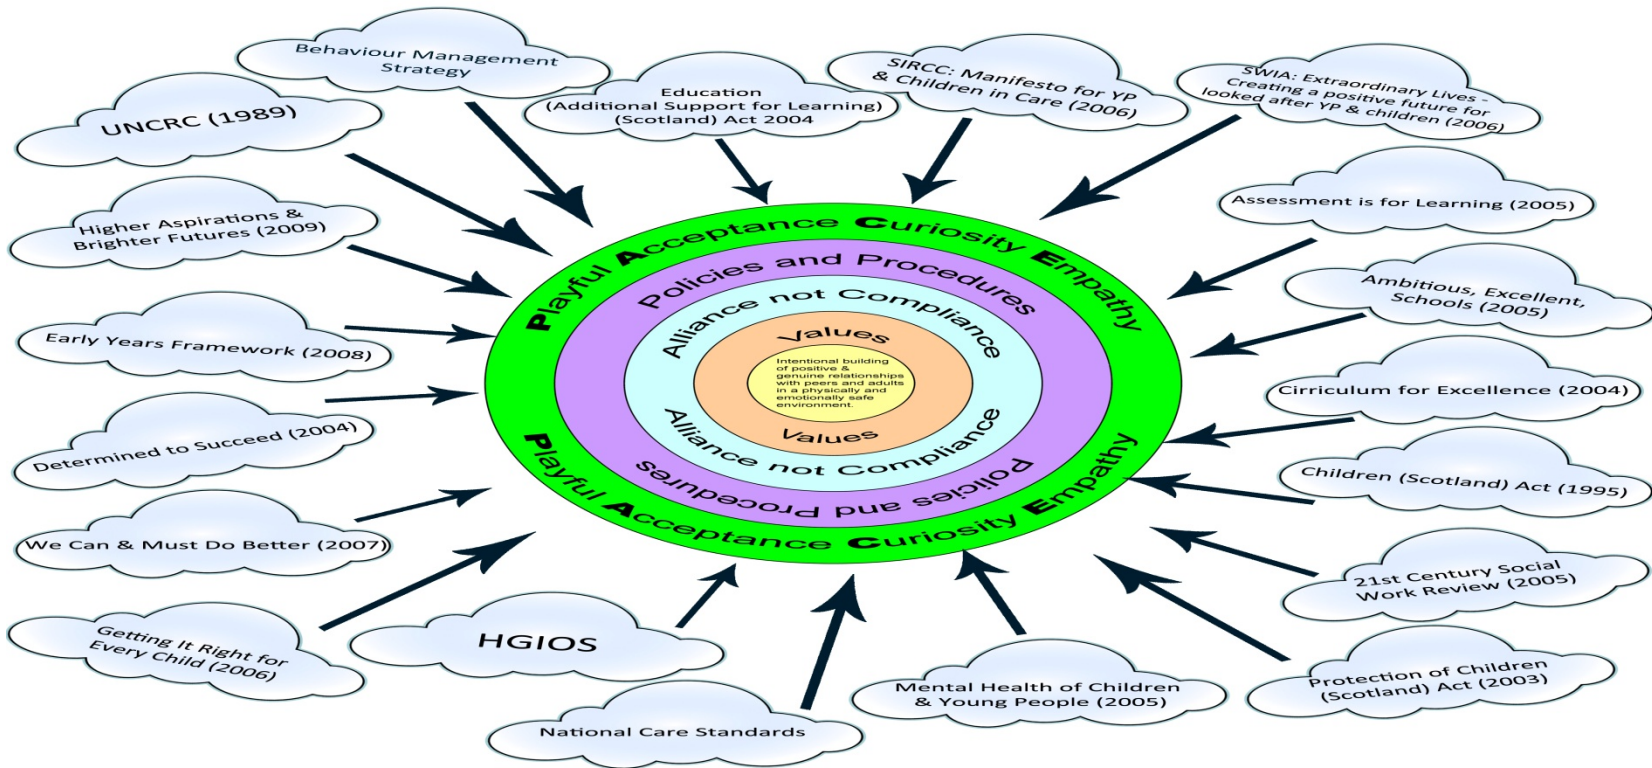 Behaviour Management
Strategy
UNCRC (1989)
Education
(Additional Support for Learning)
(Scotland) Act 2004
SIRCC: Manifesto for YP
& Children in Care (2006)
SWIA: Extraordinary Lives -
Creating a positive future for
looked after YP & children (2006)
Higher Aspirations &
Brighter Futures (2009)
Assessment is for Learning (2005)
Early Years Framework (2008)
Ambitious, Excellent,
Schools (2005)
Determined to Succeed (2004)
Cirriculum for Excellence (2004)
We Can & Must Do Better (2007)
Children (Scotland) Act (1995)
Getting It Right for
Every Child (2006)
21st Century Social
Work Review (2005)
HGIOS
Protection of Children
(Scotland) Act (2003)
National Care Standards
Mental Health of Children
& Young People (2005)
Playful Acceptance Curiosity Empathy
Policies and Procedures
Alliance not Compliance
Values
Intentional building
of positive &
genuine relationships
with peers and adults
in a physically and
emotionally safe
environment.
Values
Alliance not Compliance
Policies and Procedures
Playful Acceptance Curiosity Empathy